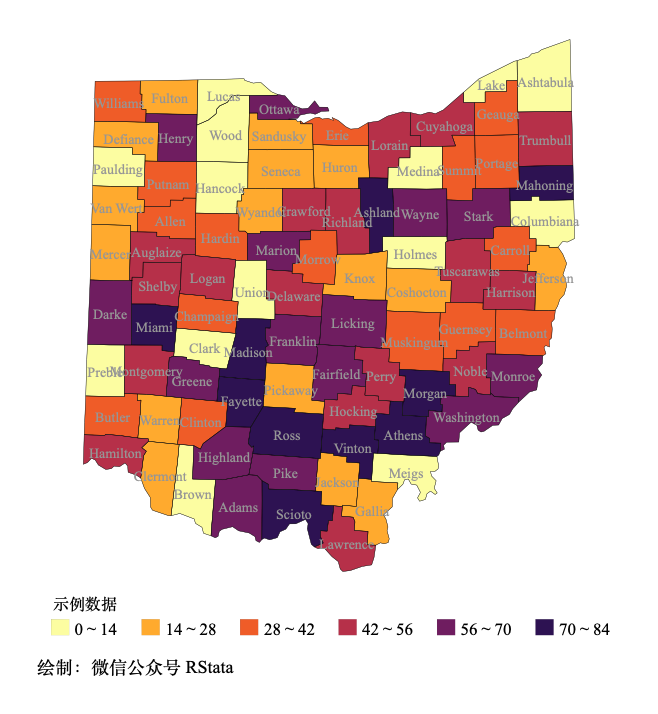 Lake
Ashtabula
Williams
Fulton
Lucas
Ottawa
Geauga
Cuyahoga
Defiance
Henry
Wood
Sandusky
Erie
Lorain
Trumbull
Paulding
Putnam
Hancock
Seneca
Huron
Medina
Summit
Portage
Mahoning
Van Wert
Allen
Wyandot
Crawford
Richland
Ashland
Wayne
Stark
Columbiana
Mercer
Auglaize
Hardin
Marion
Morrow
Holmes
Carroll
Tuscarawas
Jefferson
Shelby
Logan
Union
Delaware
Knox
Coshocton
Harrison
Darke
Miami
Champaign
Licking
Guernsey
Belmont
Clark
Madison
Franklin
Muskingum
Preble
Montgomery
Greene
Fairfield
Perry
Noble
Monroe
Fayette
Pickaway
Morgan
Butler
Warren
Clinton
Hocking
Washington
Ross
Athens
Hamilton
Highland
Vinton
Clermont
Pike
Jackson
Meigs
Brown
Adams
Scioto
Gallia
Lawrence
示例数据
0 ~ 14 14 ~ 28 28 ~ 42 42 ~ 56 56 ~ 70 70 ~ 84
绘制：微信公众号 RStata